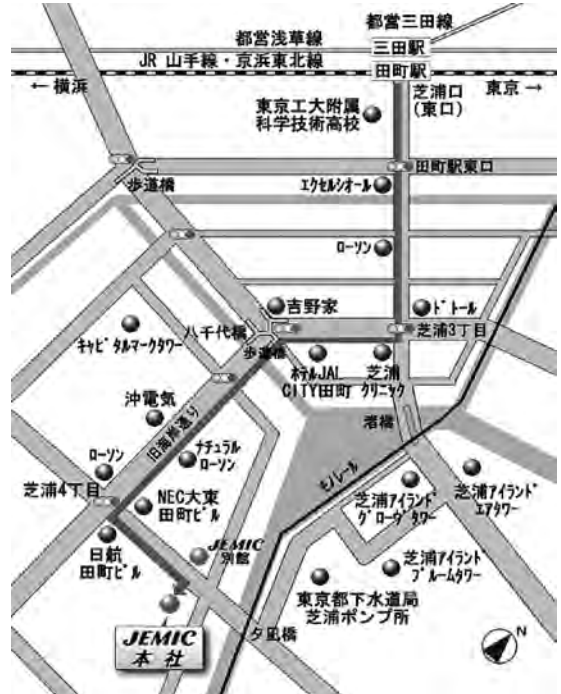 都営三田線
都営浅草線
三田駅
JR 山手線・京浜東北線
田町駅
← 横浜
東京 →
芝浦口
(東口)
東京工大附属
科学技術高校
田町駅東口
歩道橋
エクセルシオール
ローソン
吉野家
ドトール
八千代橋
芝浦3丁目
キャピタルマークタワー
歩道橋
ホテルJAL
CITY田町
芝浦
クリニック
沖電気
旧海岸通り
渚橋
ナチュラル
ローソン
ローソン
モノレール
芝浦4丁目
NEC大東
田町ビル
芝浦アイランド
グローヴタワー
芝浦アイランド
エアタワー
日航
田町ビル
JEMIC
別館
芝浦アイランド
ブルームタワー
東京都下水道局
芝浦ポンプ所
JEMIC
本社
夕凪橋
N